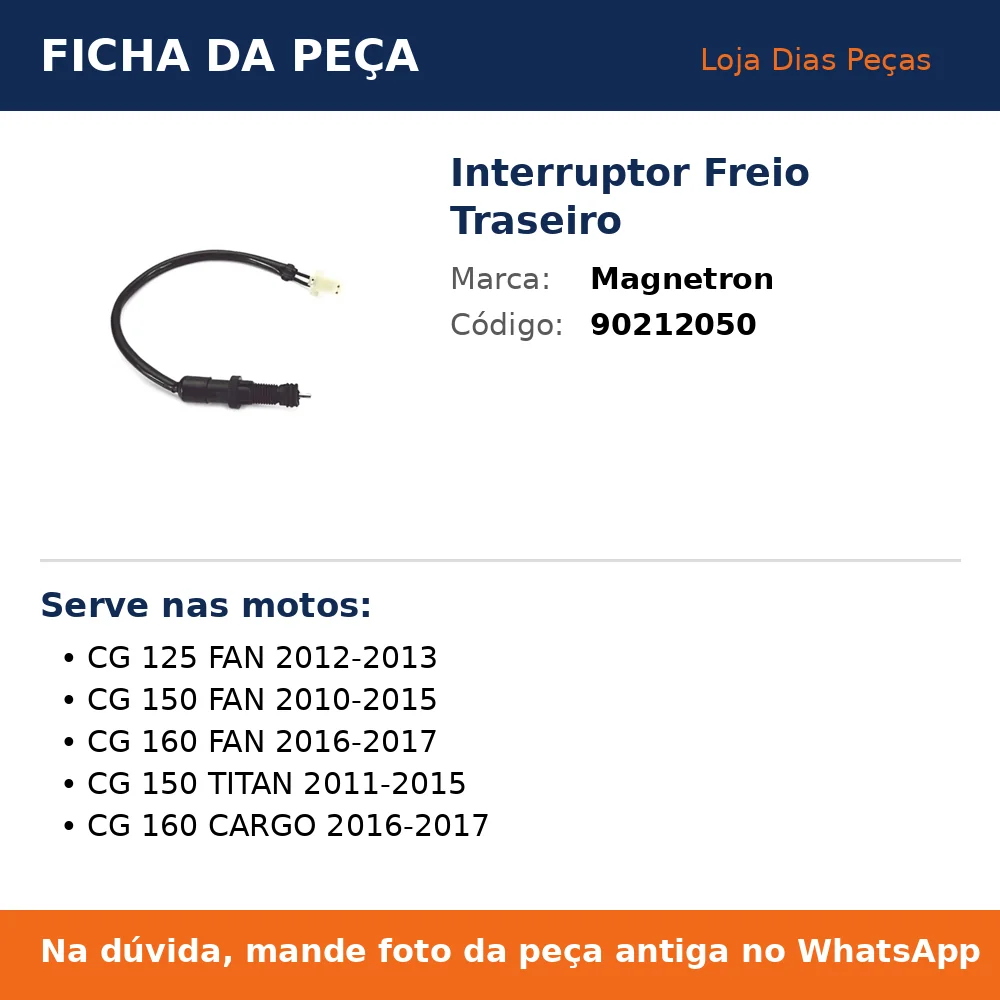 FICHA DA PEÇA
Loja Dias Peças
Interruptor Freio
Traseiro
Marca: Magnetron
Código: 90212050
Serve nas motos:
• CG 125 FAN 2012-2013
• CG 150 FAN 2010-2015
• CG 160 FAN 2016-2017
• CG 150 TITAN 2011-2015
• CG 160 CARGO 2016-2017
Na dúvida, mande foto da peça antiga no WhatsApp